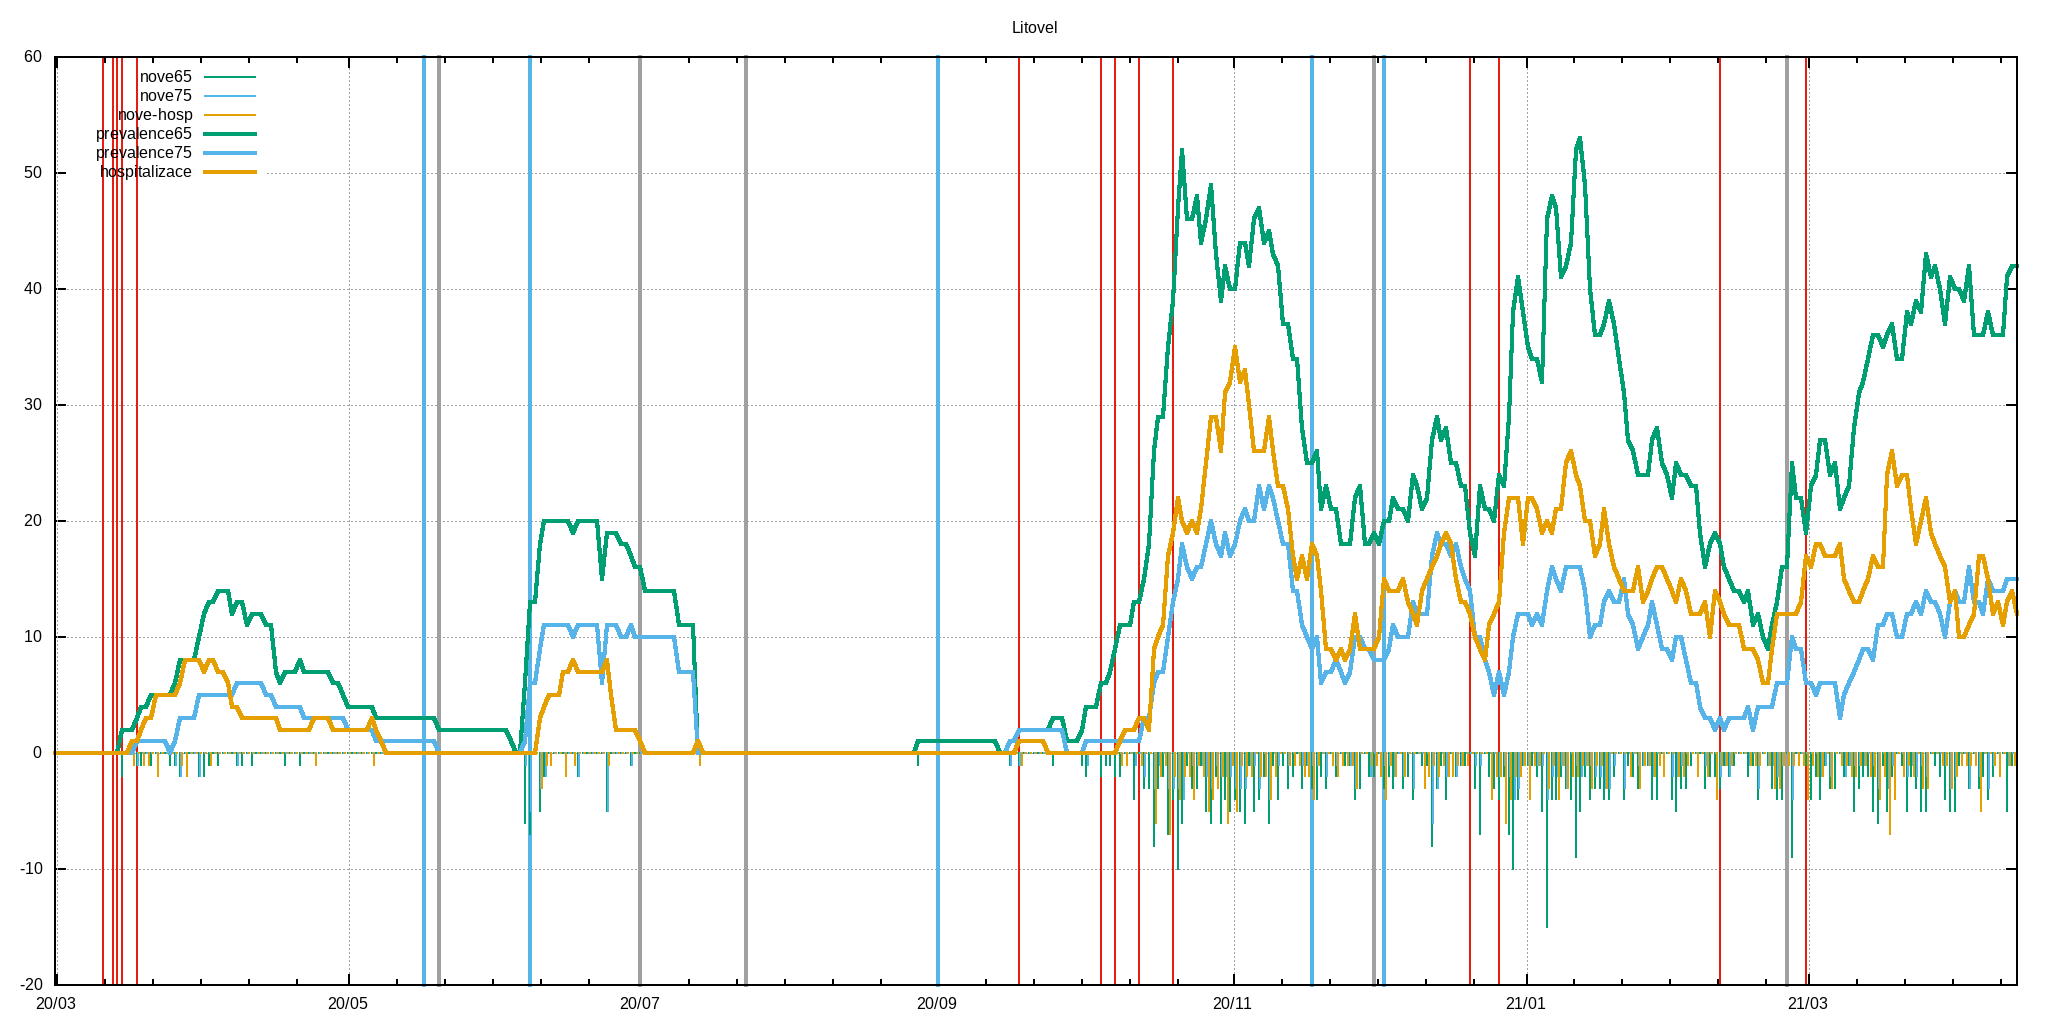 Litovel
60
50
40
30
20
10
0
-10
-20
nove65
nove75
nove-hosp
prevalence65
prevalence75
hospitalizace
20/03 20/05 20/07 20/09 20/11 21/01 21/03